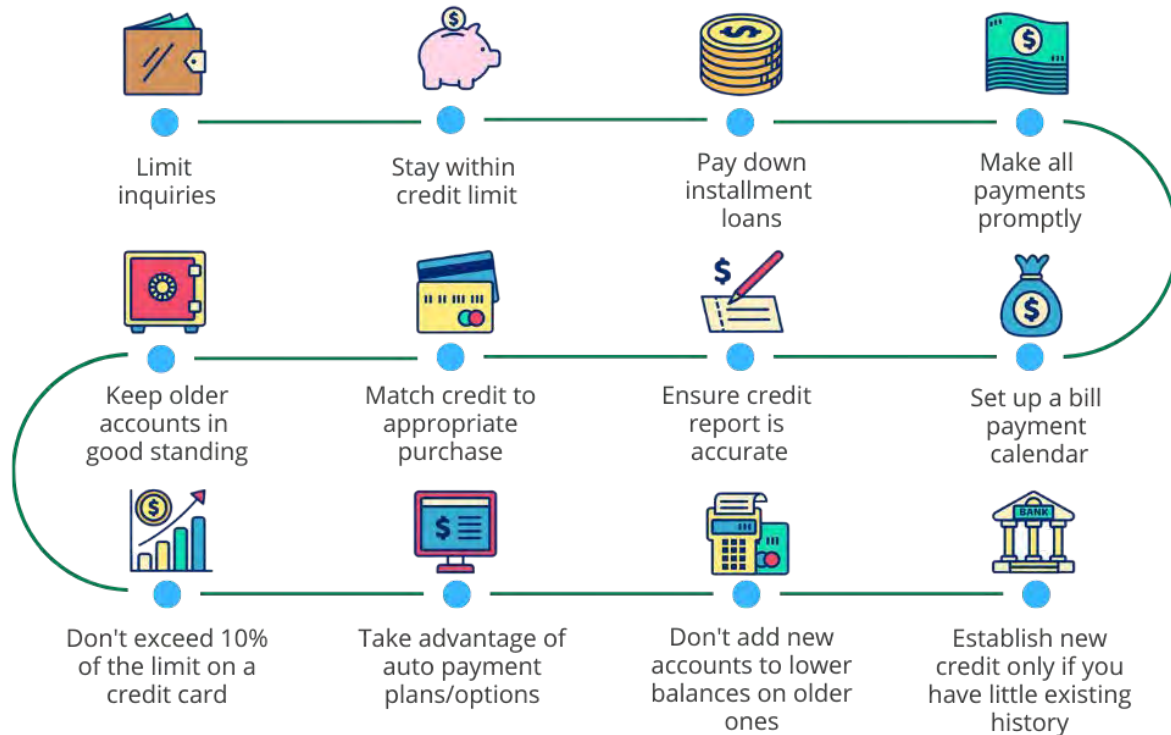 Limit
inquiries
Stay within
credit limit
Pay down
installment
loans
Make all
payments
promptly
Keep older
accounts in
good standing
Match credit to
appropriate
purchase
Ensure credit
report is
accurate
Set up a bill
payment
calendar
BANK
Don't exceed 10%
of the limit on a
credit card
Take advantage of
auto payment
plans/options
Don't add new
accounts to lower
balances on older
ones
Establish new
credit only if you
have little existing
history